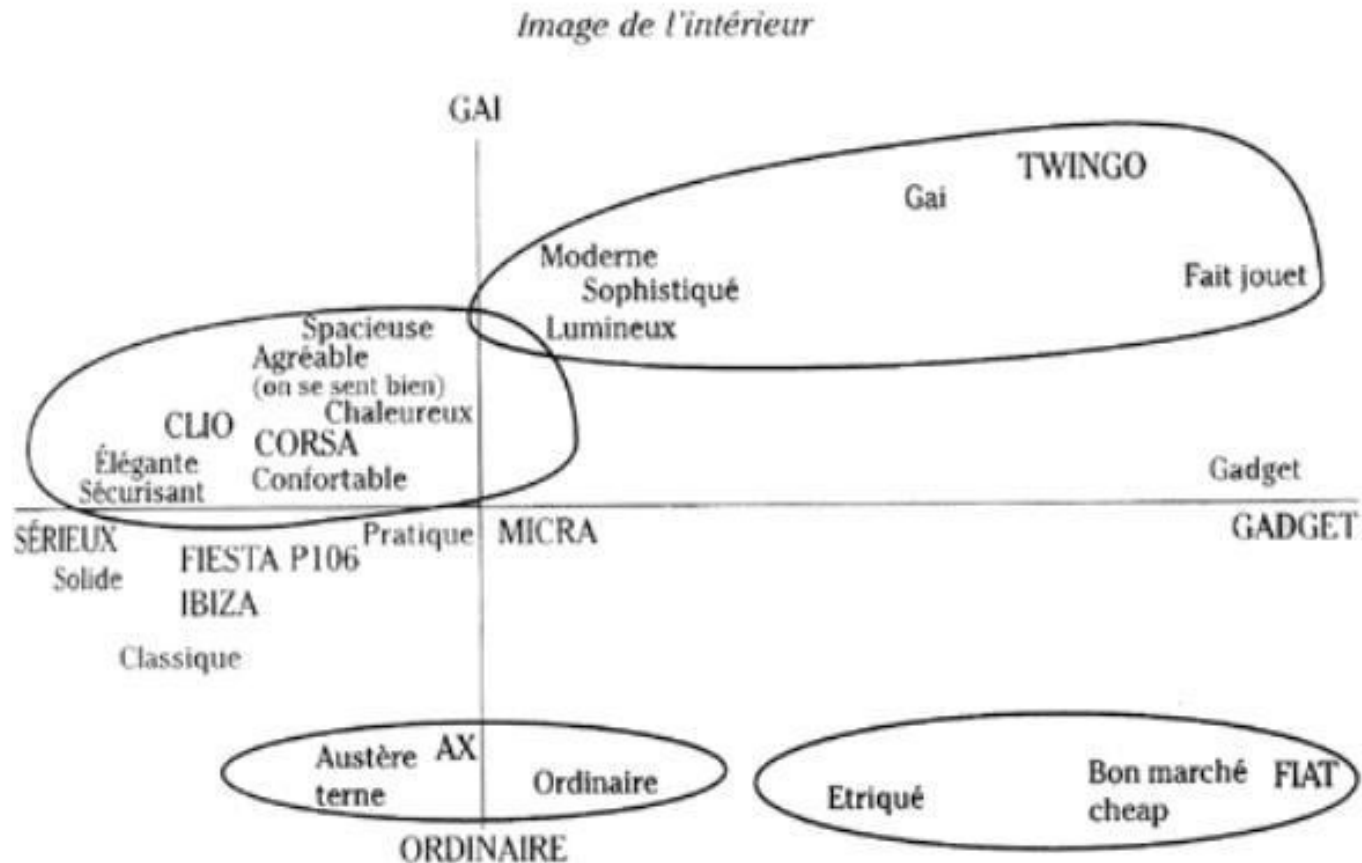 Image de l'intérieur
GAI
TWINGO
Gai
Moderne
Sophistiqué
Fait jouet
Lumineux
Spacieuse
Agréable
(on se sent bien)
Chaleureux
CLIO
CORSA
Élégante
Sécurisant
Confortable
Gadget
SÉRIEUX
Pratique
MICRA
GADGET
Solide
FIESTA P106
IBIZA
Classique
Austère
terne
AX
Ordinaire
Etriqué
Bon marché
cheap
FIAT
ORDINAIRE